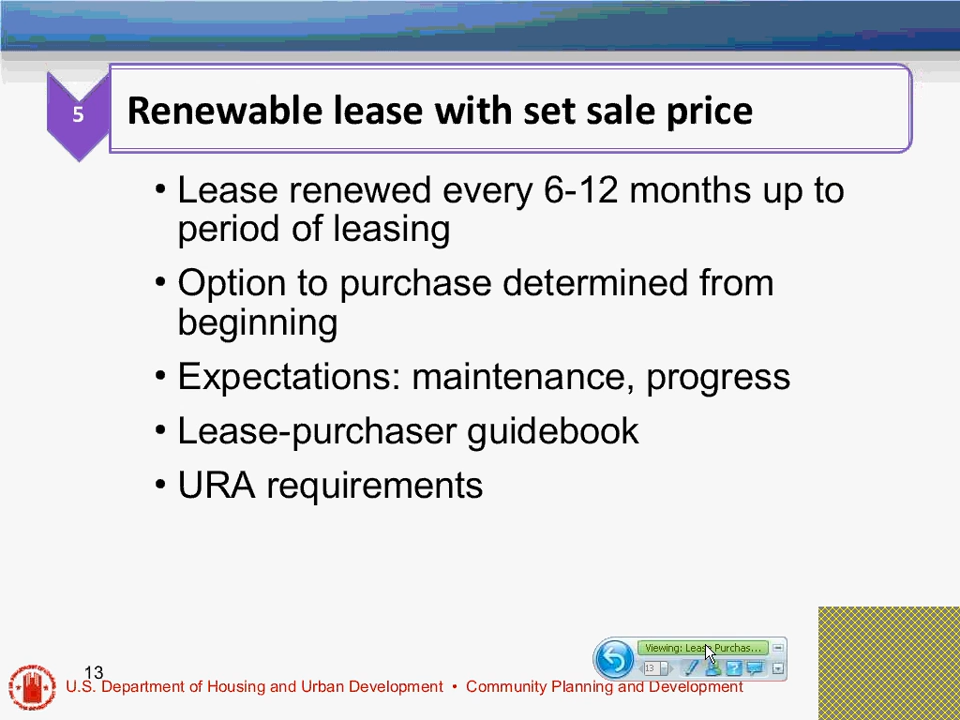 5
Renewable lease with set sale price
• Lease renewed every 6-12 months up to
period of leasing
• Option to purchase determined from
beginning
• Expectations: maintenance, progress
• Lease-purchaser guidebook
• URA requirements
Viewing: Lease Purchas...
13
13
U.S. Department of Housing and Urban Development • Community Planning and Development